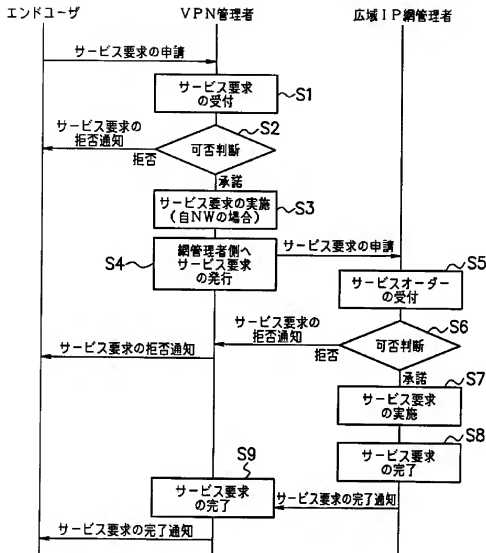 エンドユーザ
VPN管理者
広域IP網管理者
サービス要求の申請
サービス要求
の受付
S1
サービス要求の
拒否通知
S2
可否判断
拒否
承諾
サービス要求の実施
(自NWの場合)
S3
S4
網管理者側へ
サービス要求
の発行
サービス要求の申請
S5
サービスオーダー
の受付
サービス要求の
拒否通知
S6
可否判断
拒否
サービス要求の拒否通知
承諾
S7
サービス要求
の実施
S8
サービス要求
の完了
S9
サービス要求
の完了
サービス要求の完了通知
サービス要求の完了通知